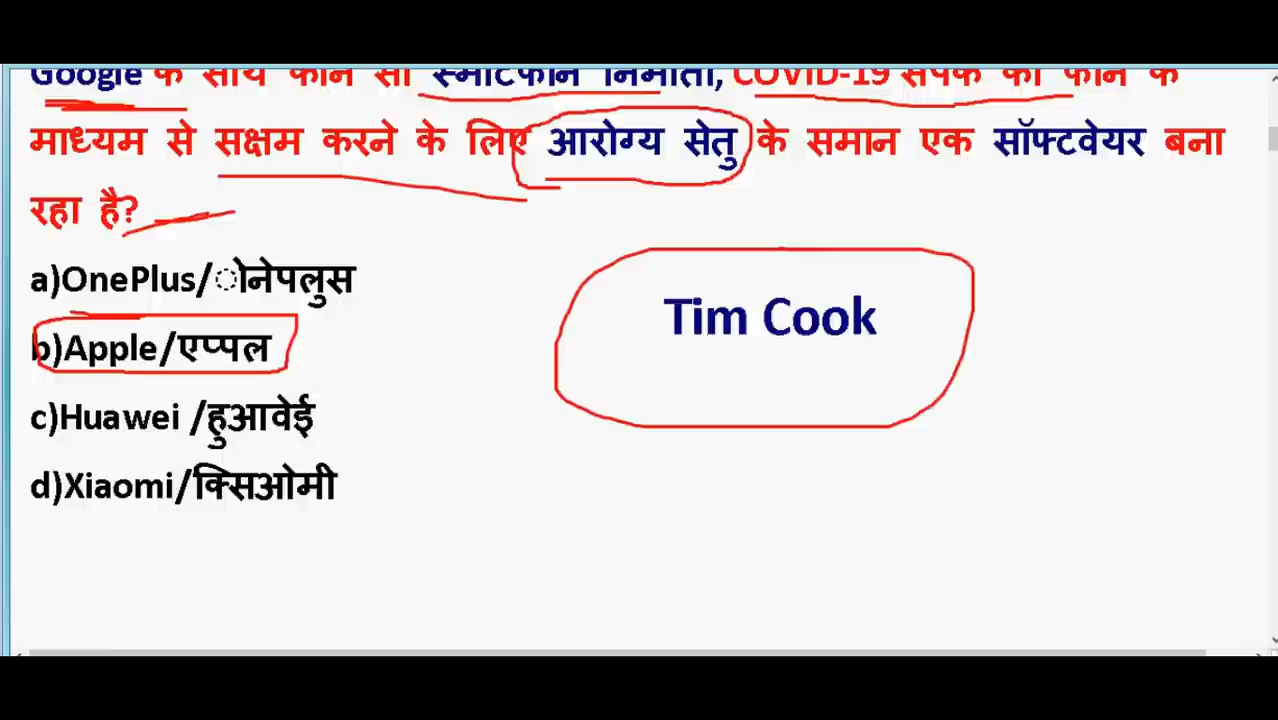 Google के साथ कौन सा स्मार्टफोन निर्माता, COVID-19 संपर्क को फोन के
माध्यम से सक्षम करने के लिए आरोग्य सेतु के समान एक सॉफ्टवेयर बना
रहा है?
a)OnePlus/ोनेपलुस
b)Apple/एप्पल
Tim Cook
c)Huawei /हुआवेई
d)Xiaomi/क्सिओमी